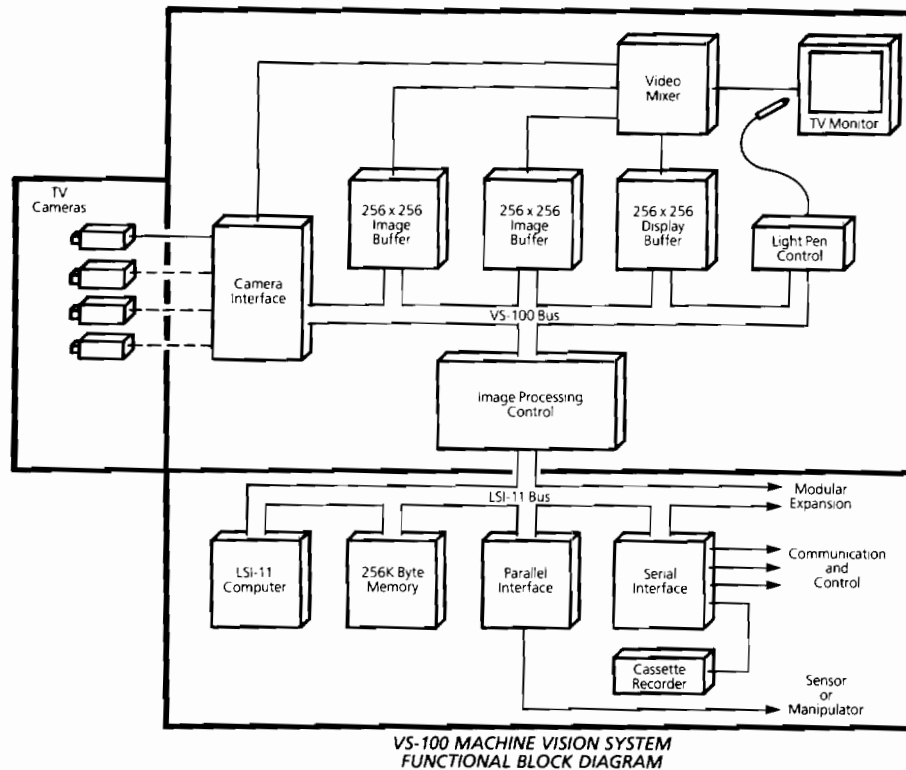 Video
Mixer
TV Monitor
TV
Cameras
256 x 256
Image
Buffer
256 x 256
Image
Buffer
256 x 256
Display
Buffer
Light Pen
Control
Camera
Interface
VS-100 Bus
Image Processing
Control
LSI-11 Bus
Modular
Expansion
LSI-11
Computer
256K Byte
Memory
Parallel
Interface
Serial
Interface
Communication
and
Control
Cassette
Recorder
Sensor
or
Manipulator
VS-100 MACHINE VISION SYSTEM
FUNCTIONAL BLOCK DIAGRAM